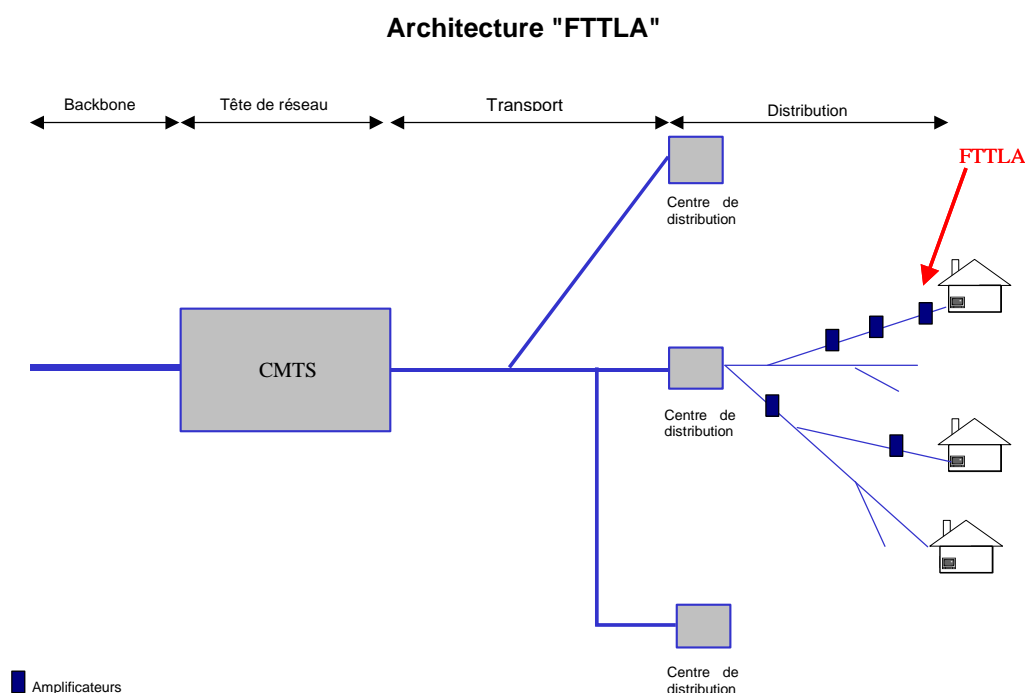 Architecture "FTTLA"
Backbone
Tête de réseau
Transport
Distribution
FTTLA
Centre de
distribution
CMTS
Centre de
distribution
Centre de
distribution
Amplificateurs